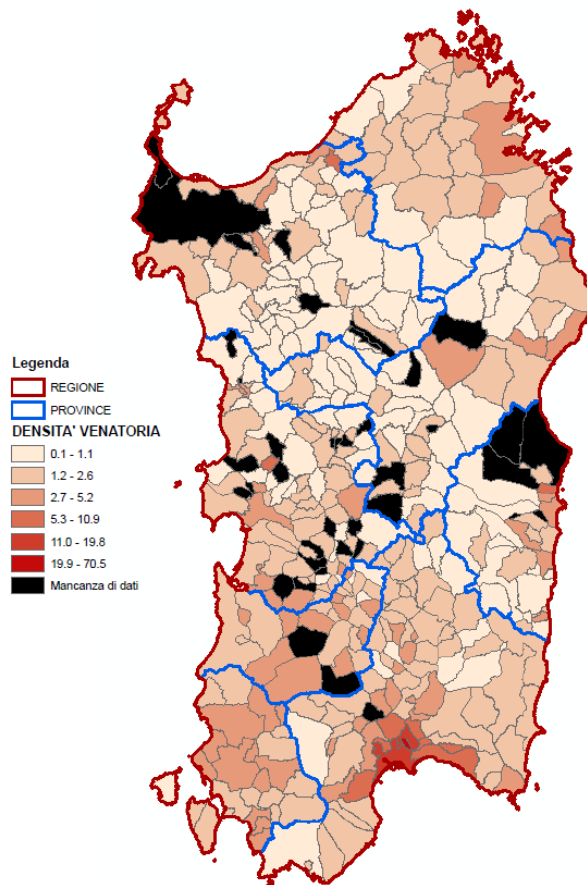 Legenda
REGIONE
PROVINCE
DENSITA' VENATORIA
0.1 - 1.1
1.2 - 2.6
2.7 - 5.2
5.3 - 10.9
11.0 - 19.8
19.9 - 70.5
Mancanza di dati